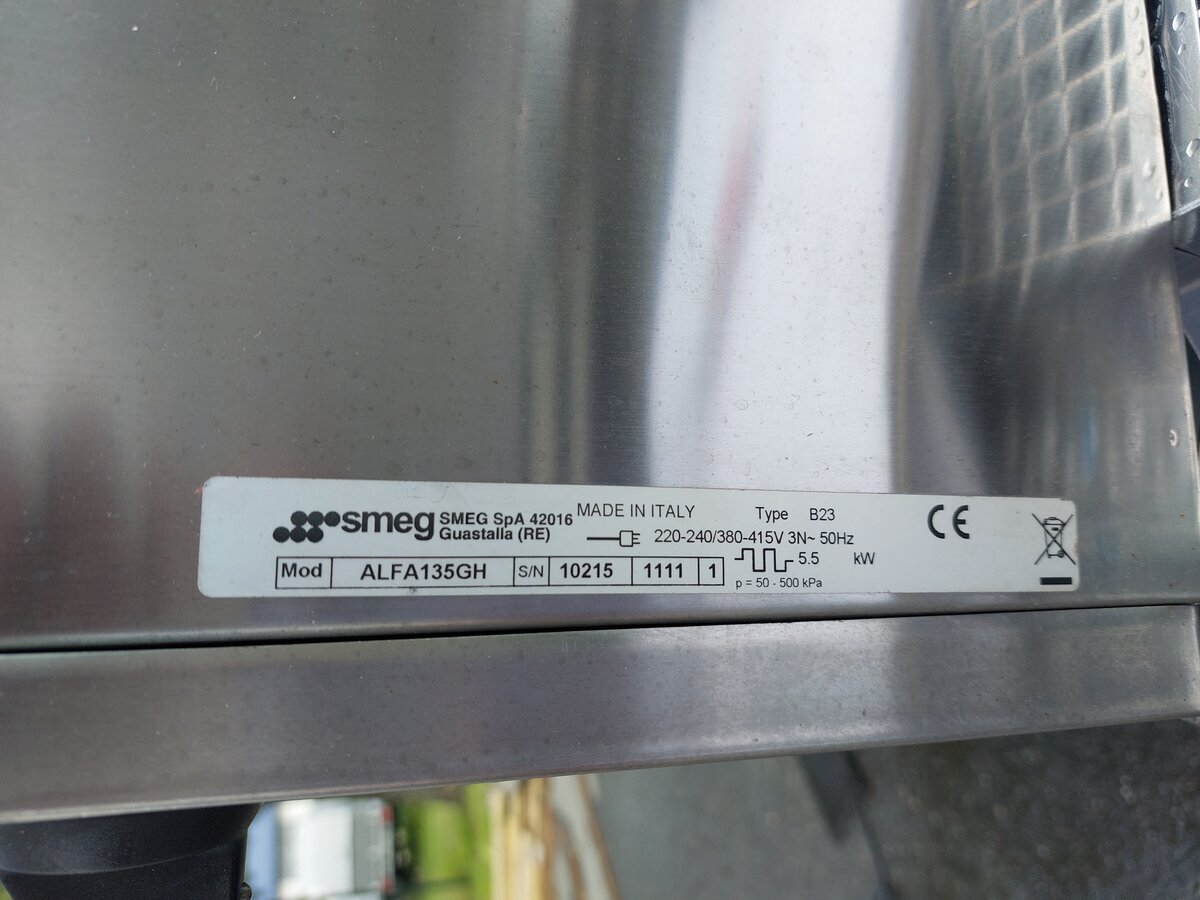 smeg SMEG SpA 42016 MADE IN ITALY Type B23 CE
Guastalla (RE) 220-240/380-415V 3N~ 50Hz
Mod ALFA135GH S/N 10215 1111 1 5.5 kW
p = 50 - 500 kPa